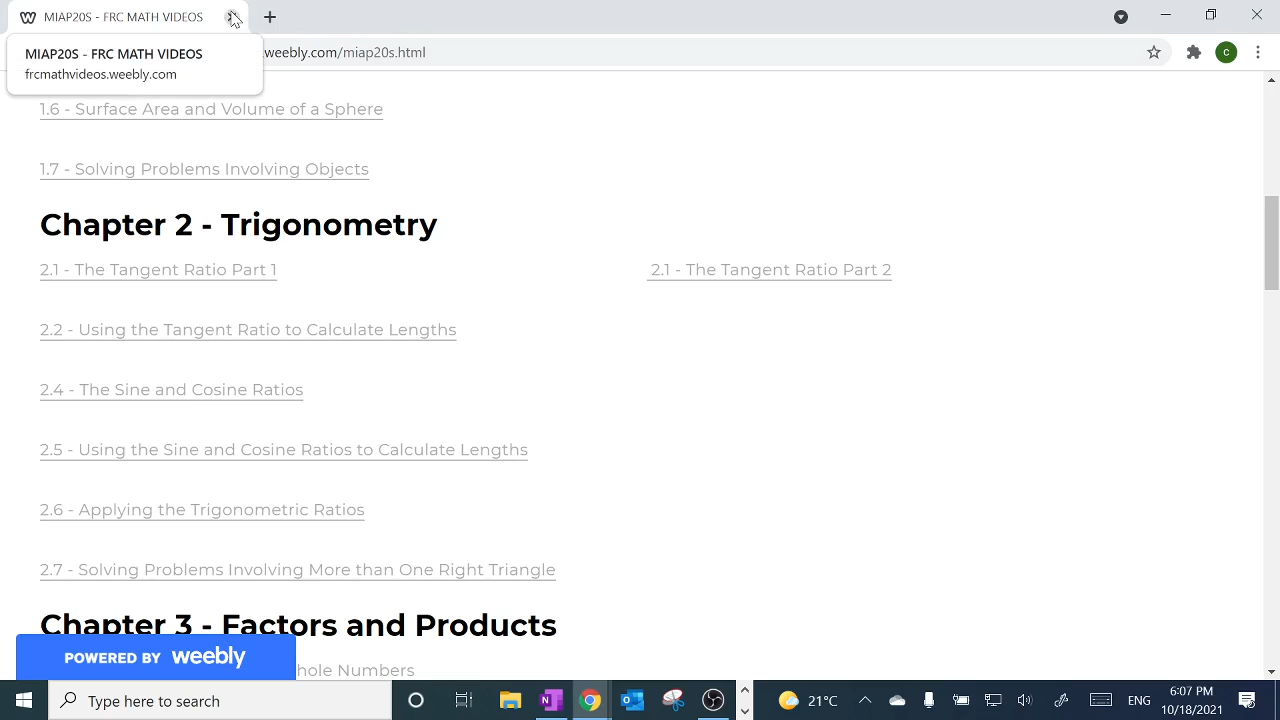 MIAP20S - FRC MATH VIDEOS
MIAP20S - FRC MATH VIDEOS
frcmathvideos.weebly.com
.weebly.com/miap20s.html
C
1.6 - Surface Area and Volume of a Sphere
1.7 - Solving Problems Involving Objects
Chapter 2 - Trigonometry
2.1 - The Tangent Ratio Part 1
2.1 - The Tangent Ratio Part 2
2.2 - Using the Tangent Ratio to Calculate Lengths
2.4 - The Sine and Cosine Ratios
2.5 - Using the Sine and Cosine Ratios to Calculate Lengths
2.6 - Applying the Trigonometric Ratios
2.7 - Solving Problems Involving More than One Right Triangle
Chapter 3 - Factors and Products
hole Numbers
POWERED BY weebly
Type here to search
21°C
ENG
6:07 PM
10/18/2021